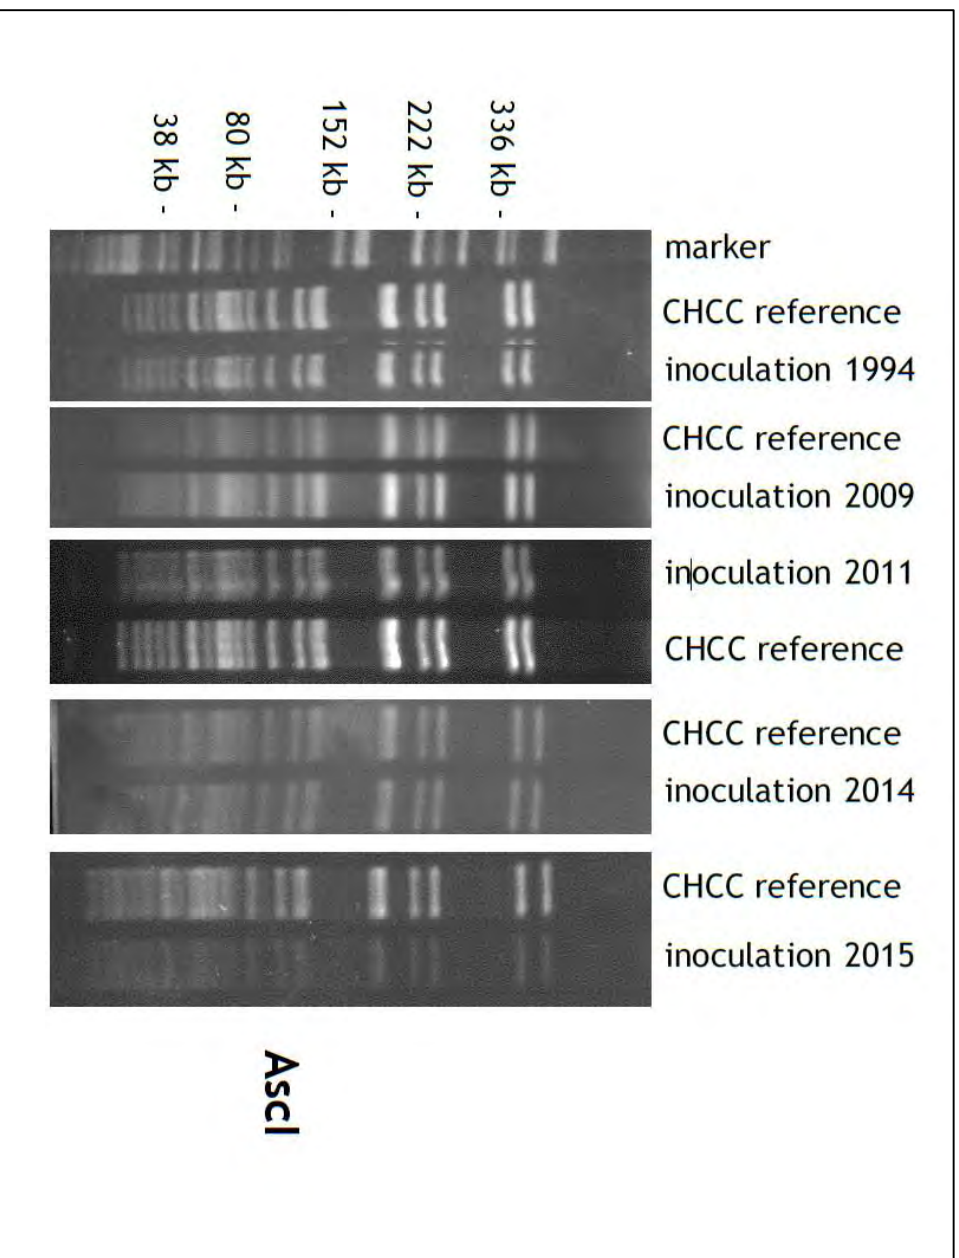 38 kb -
80 kb -
152 kb -
222 kb -
336 kb -
marker
CHCC reference
inoculation 1994
CHCC reference
inoculation 2009
inoculation 2011
CHCC reference
CHCC reference
inoculation 2014
CHCC reference
inoculation 2015
AscI